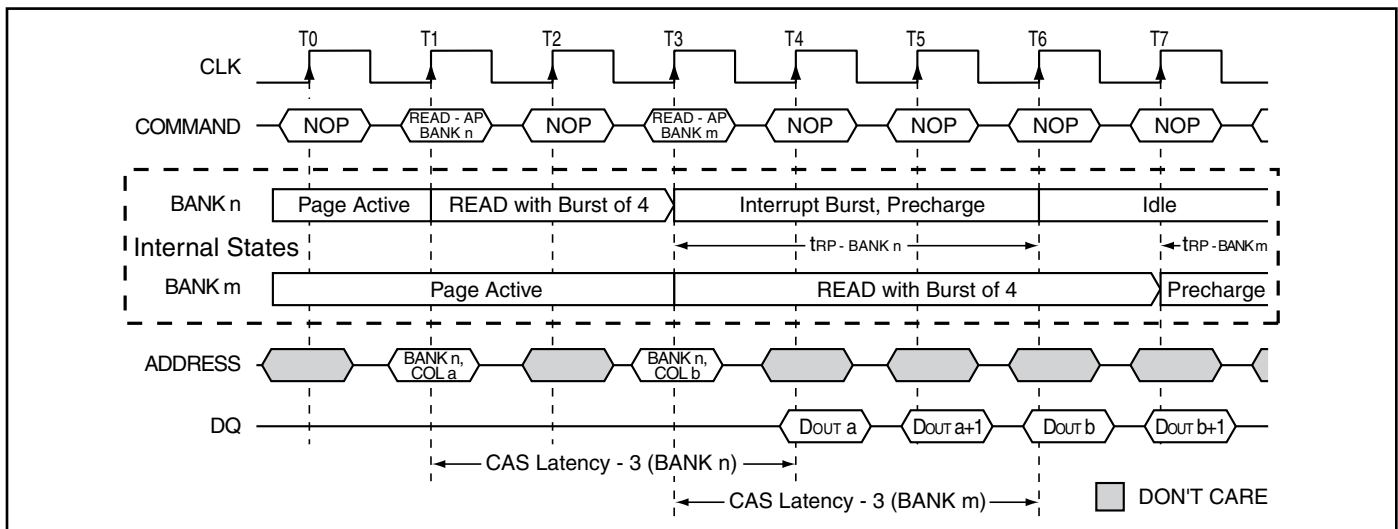 T0 T1 T2 T3 T4 T5 T6 T7
CLK
COMMAND NOP READ - AP BANK n NOP READ - AP BANK m NOP NOP NOP NOP
BANK n Page Active READ with Burst of 4 Interrupt Burst, Precharge Idle
Internal States tRP - BANK n tRP - BANK m
BANK m Page Active READ with Burst of 4 Precharge
ADDRESS BANK n, COL a BANK n, COL b
DQ DOUT a DOUT a+1 DOUT b DOUT b+1
CAS Latency - 3 (BANK n)
CAS Latency - 3 (BANK m) DON'T CARE